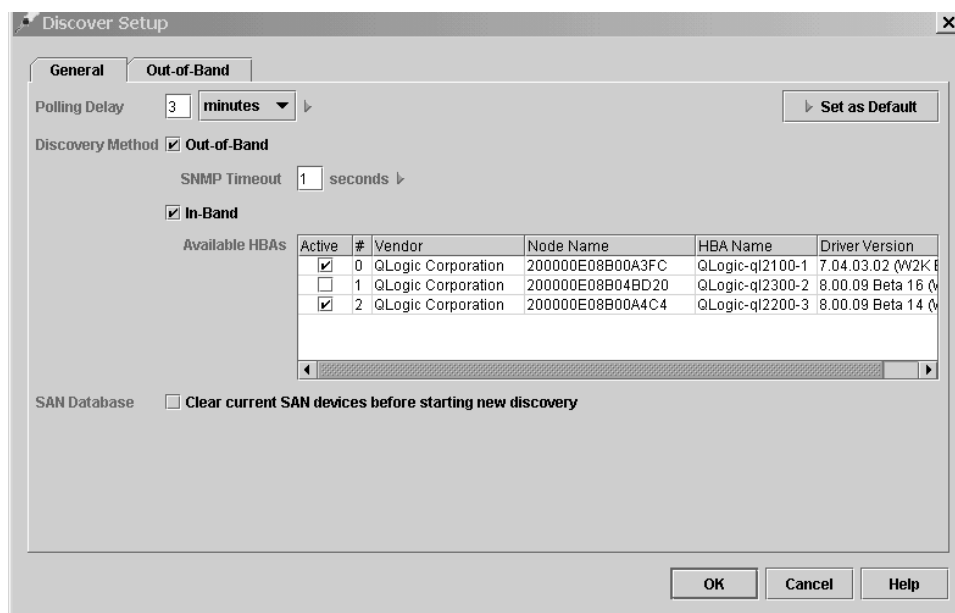 Discover Setup
General Out-of-Band
Polling Delay 3 minutes Set as Default
Discovery Method Out-of-Band
SNMP Timeout 1 seconds
In-Band
Available HBAs Active # Vendor Node Name HBA Name Driver Version
0 QLogic Corporation 200000E08B00A3FC QLogic-ql2100-1 7.04.03.02 (W2K
1 QLogic Corporation 200000E08B04BD20 QLogic-ql2300-2 8.00.09 Beta 16
2 QLogic Corporation 200000E08B00A4C4 QLogic-ql2200-3 8.00.09 Beta 14
SAN Database Clear current SAN devices before starting new discovery
OK Cancel Help